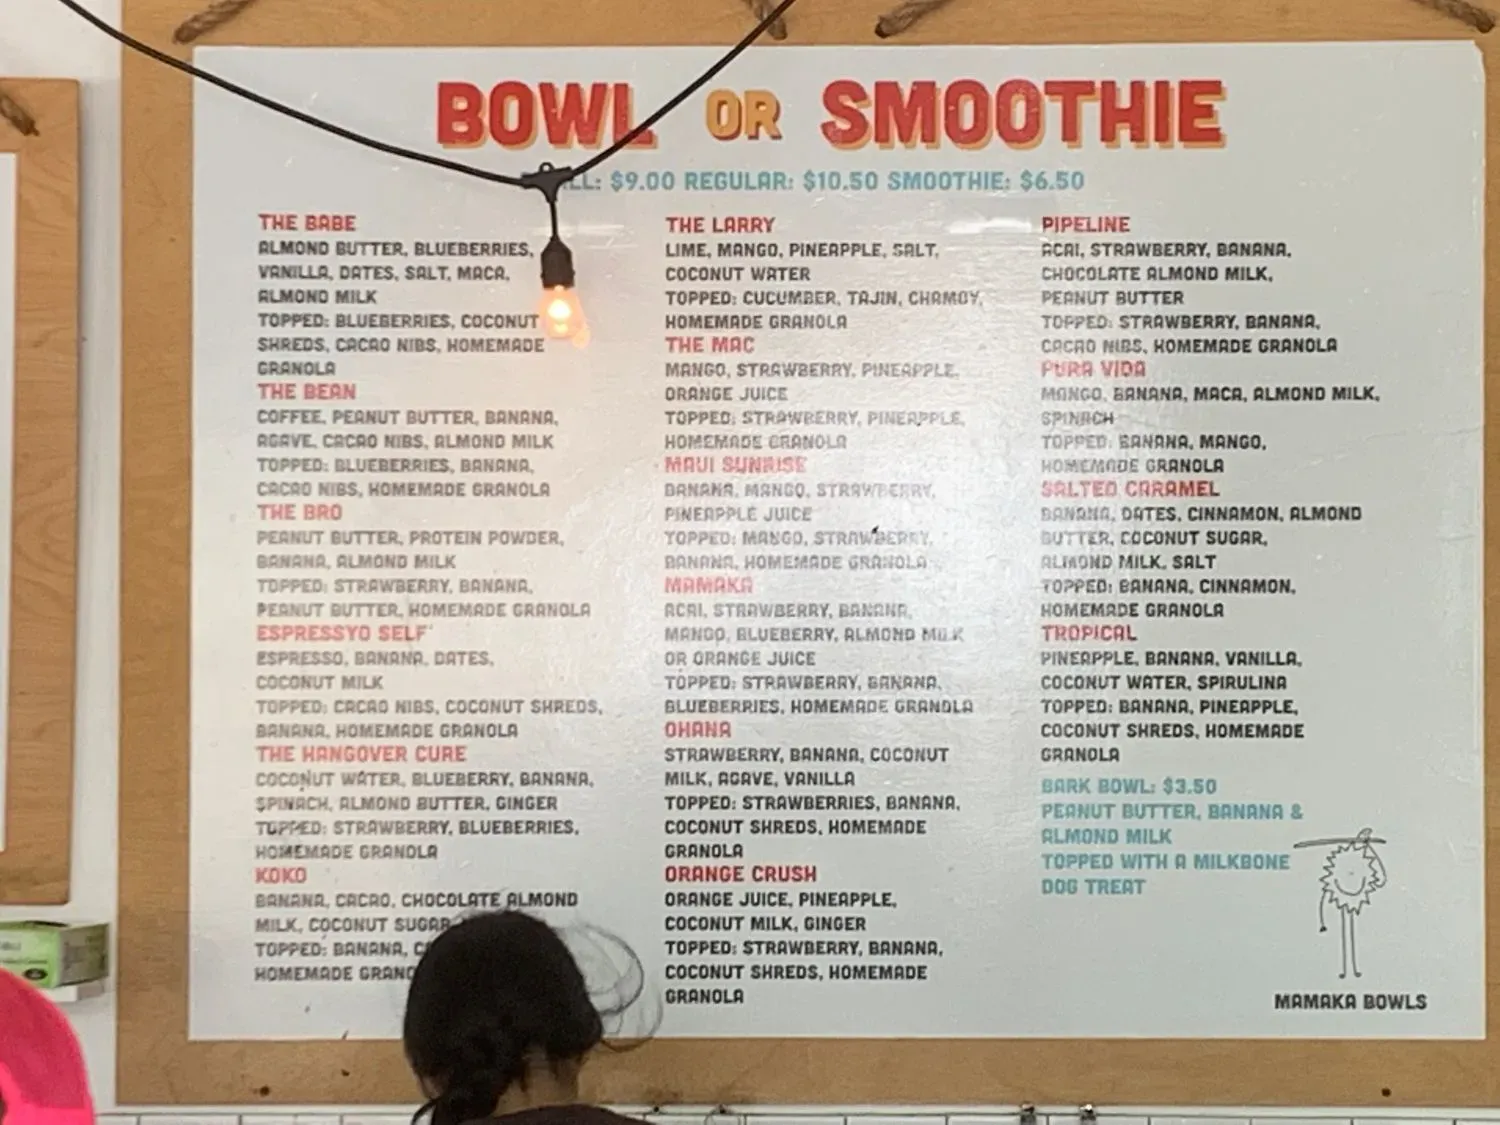 BOWL OR SMOOTHIE
$9.00 REGULAR: $10.50 SMOOTHIE: $6.50
THE BABE
ALMOND BUTTER, BLUEBERRIES,
VANILLA, DATES, SALT, MACA,
ALMOND MILK
TOPPED: BLUEBERRIES, COCONUT
SHREDS, CACAO NIBS, HOMEMADE
GRANOLA
THE BEAN
COFFEE, PEANUT BUTTER, BANANA,
AGAVE, CACAO NIBS, ALMOND MILK
TOPPED: BLUEBERRIES, BANANA,
CACAO NIBS, HOMEMADE GRANOLA
THE BRO
PEANUT BUTTER, PROTEIN POWDER,
BANANA, ALMOND MILK
TOPPED: STRAWBERRY, BANANA,
PEANUT BUTTER, HOMEMADE GRANOLA
ESPRESSYO SELF'
ESPRESSO, BANANA, DATES,
COCONUT MILK
TOPPED: CACAO NIBS, COCONUT SHREDS,
BANANA, HOMEMADE GRANOLA
THE HANGOVER CURE
COCONUT WATER, BLUEBERRY, BANANA,
SPINACH, ALMOND BUTTER, GINGER
TOPPED: STRAWBERRY, BLUEBERRIES,
HOMEMADE GRANOLA
KOKO
BANANA, CACAO, CHOCOLATE ALMOND
MILK, COCONUT SUGAR
TOPPED: BANANA,
HOMEMADE
THE LARRY
LIME, MANGO, PINEAPPLE, SALT,
COCONUT WATER
TOPPED: CUCUMBER, TAJIN, CHAMOY,
HOMEMADE GRANOLA
THE MAC
MANGO, STRAWBERRY, PINEAPPLE,
ORANGE JUICE
TOPPED: STRAWBERRY, PINEAPPLE,
HOMEMADE GRANOLA
MAUI SUNRISE
BANANA, MANGO, STRAWBERRY,
PINEAPPLE JUICE
TOPPED: MANGO, STRAWBERRY,
BANANA, HOMEMADE GRANOLA
MAMAKA
ACAI, STRAWBERRY, BANANA,
MANGO, BLUEBERRY, ALMOND MILK
OR ORANGE JUICE
TOPPED: STRAWBERRY, BANANA,
BLUEBERRIES, HOMEMADE GRANOLA
OHANA
STRAWBERRY, BANANA, COCONUT
MILK, AGAVE, VANILLA
TOPPED: STRAWBERRIES, BANANA,
COCONUT SHREDS, HOMEMADE
GRANOLA
ORANGE CRUSH
ORANGE JUICE, PINEAPPLE,
COCONUT MILK, GINGER
TOPPED: STRAWBERRY, BANANA,
COCONUT SHREDS, HOMEMADE
GRANOLA
PIPELINE
ACAI, STRAWBERRY, BANANA,
CHOCOLATE ALMOND MILK,
PEANUT BUTTER
TOPPED: STRAWBERRY, BANANA,
CACAO NIBS, HOMEMADE GRANOLA
PURA VIDA
MANGO, BANANA, MACA, ALMOND MILK,
SPINACH
TOPPED: BANANA, MANGO,
HOMEMADE GRANOLA
SALTED CARAMEL
BANANA, DATES, CINNAMON, ALMOND
BUTTER, COCONUT SUGAR,
ALMOND MILK, SALT
TOPPED: BANANA, CINNAMON,
HOMEMADE GRANOLA
TROPICAL
PINEAPPLE, BANANA, VANILLA,
COCONUT WATER, SPIRULINA
TOPPED: BANANA, PINEAPPLE,
COCONUT SHREDS, HOMEMADE
GRANOLA
BARK BOWL: $3.50
PEANUT BUTTER, BANANA &
ALMOND MILK
TOPPED WITH A MILKBONE
DOG TREAT
MAMAKA BOWLS